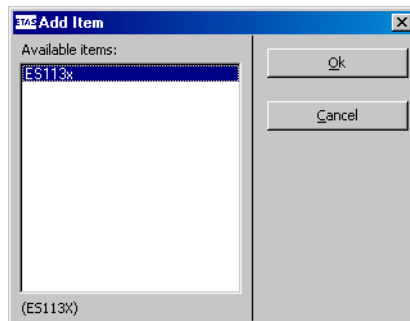 ETAS Add Item
Available items:
ES113x
Ok
Cancel
(ES113X)